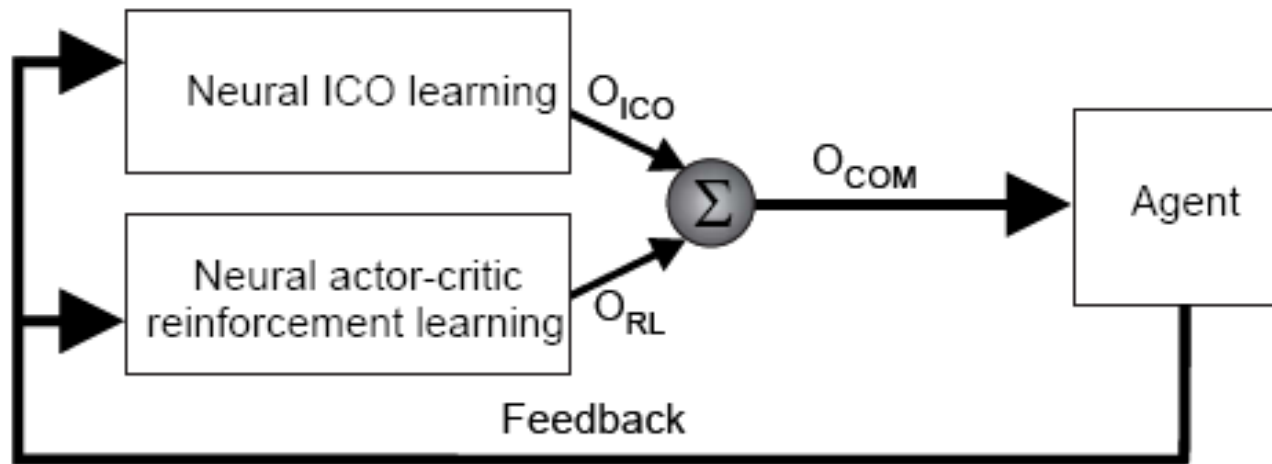 Neural ICO learning
O_ICO
Σ
O_COM
Agent
Neural actor-critic
reinforcement learning
O_RL
Feedback